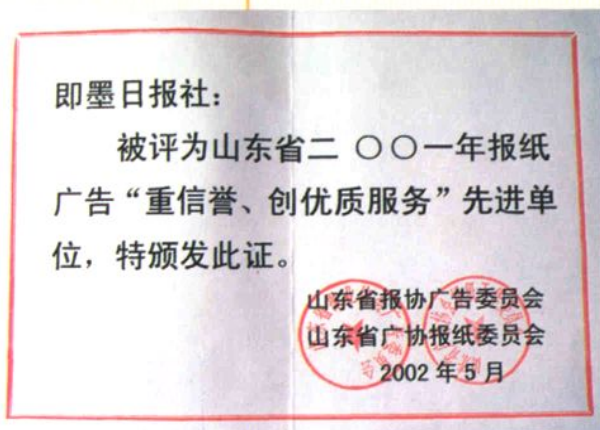 即墨日报社：
被评为山东省二〇〇一年报纸
广告“重信誉、创优质服务”先进单
位，特颁发此证。
山东省报协广告委员会
山东省广协报纸委员会
2002年5月